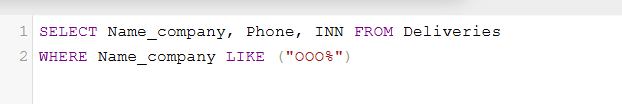 1 SELECT Name_company, Phone, INN FROM Deliveries
2 WHERE Name_company LIKE ("ООО%")